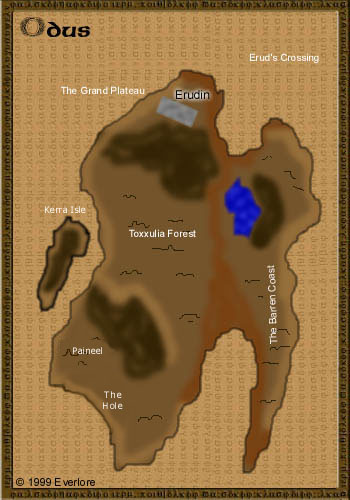 Odus
Erud's Crossing
The Grand Plateau
Erudin
Kerra Isle
Toxxulia Forest
The Barren Coast
Paineel
The
Hole
© 1999 Everlore